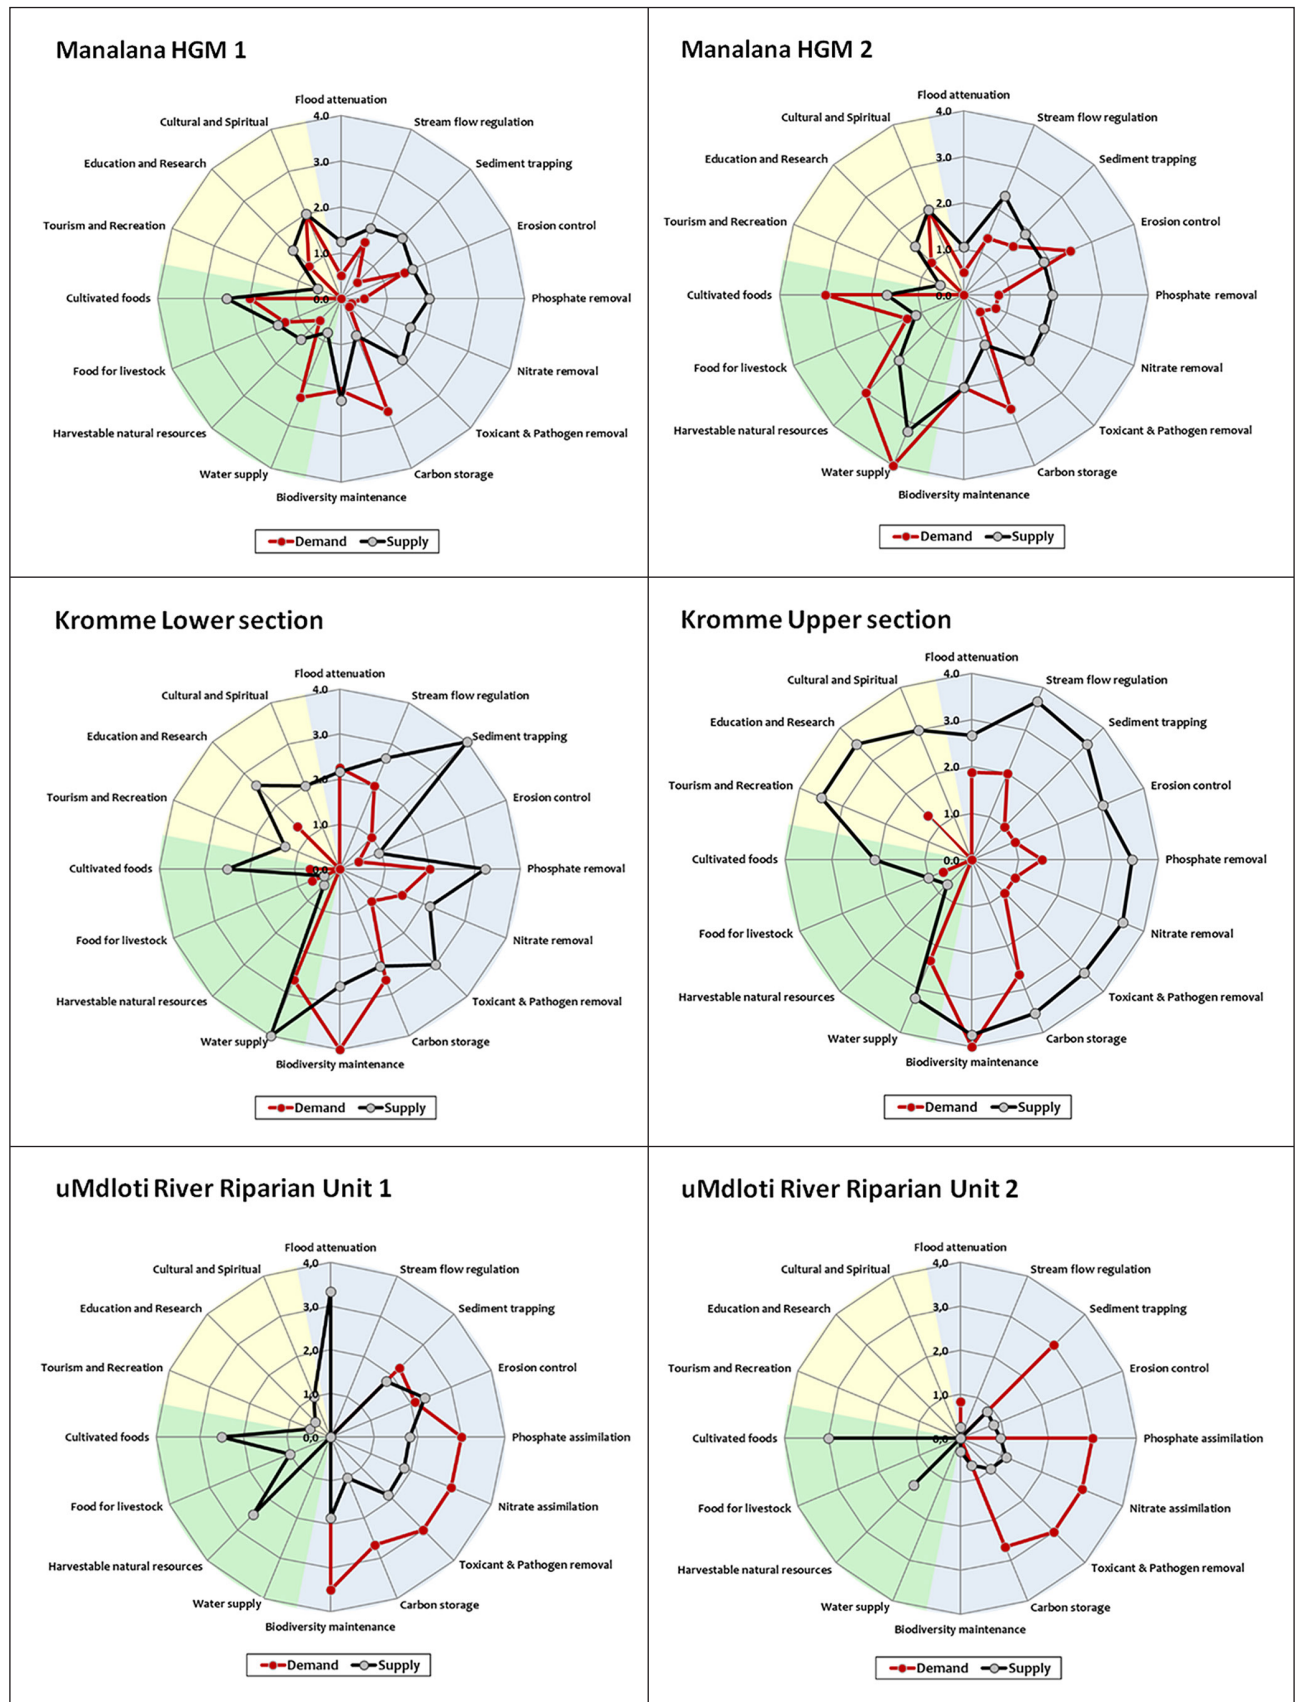 Manalana HGM 1
Flood attenuation
4.0
Cultural and Spiritual
Stream flow regulation
Education and Research
3.0
Sediment trapping
2.0
Tourism and Recreation
Erosion control
1.0
Cultivated foods
0.0
Phosphate removal
Food for livestock
Nitrate removal
Harvestable natural resources
Toxicant & Pathogen removal
Water supply
Carbon storage
Biodiversity maintenance
Demand Supply
Manalana HGM 2
Flood attenuation
4.0
Cultural and Spiritual
Stream flow regulation
Education and Research
3.0
Sediment trapping
2.0
Tourism and Recreation
Erosion control
1.0
Cultivated foods
0.0
Phosphate removal
Food for livestock
Nitrate removal
Harvestable natural resources
Toxicant & Pathogen removal
Water supply
Carbon storage
Biodiversity maintenance
Demand Supply
Kromme Lower section
Flood attenuation
4.0
Cultural and Spiritual
Stream flow regulation
Education and Research
3.0
Sediment trapping
2.0
Tourism and Recreation
Erosion control
1.0
Cultivated foods
0.0
Phosphate removal
Food for livestock
Nitrate removal
Harvestable natural resources
Toxicant & Pathogen removal
Water supply
Carbon storage
Biodiversity maintenance
Demand Supply
Kromme Upper section
Flood attenuation
4.0
Cultural and Spiritual
Stream flow regulation
Education and Research
3.0
Sediment trapping
2.0
Tourism and Recreation
Erosion control
1.0
Cultivated foods
0.0
Phosphate removal
Food for livestock
Nitrate removal
Harvestable natural resources
Toxicant & Pathogen removal
Water supply
Carbon storage
Biodiversity maintenance
Demand Supply
uMdloti River Riparian Unit 1
Flood attenuation
4,0
Cultural and Spiritual
Stream flow regulation
Education and Research
3,0
Sediment trapping
2,0
Tourism and Recreation
Erosion control
1,0
Cultivated foods
0,0
Phosphate assimilation
Food for livestock
Nitrate assimilation
Harvestable natural resources
Toxicant & Pathogen removal
Water supply
Carbon storage
Biodiversity maintenance
Demand Supply
uMdloti River Riparian Unit 2
Flood attenuation
4,0
Cultural and Spiritual
Stream flow regulation
Education and Research
3,0
Sediment trapping
2,0
Tourism and Recreation
Erosion control
1,0
Cultivated foods
0,0
Phosphate assimilation
Food for livestock
Nitrate assimilation
Harvestable natural resources
Toxicant & Pathogen removal
Water supply
Carbon storage
Biodiversity maintenance
Demand Supply